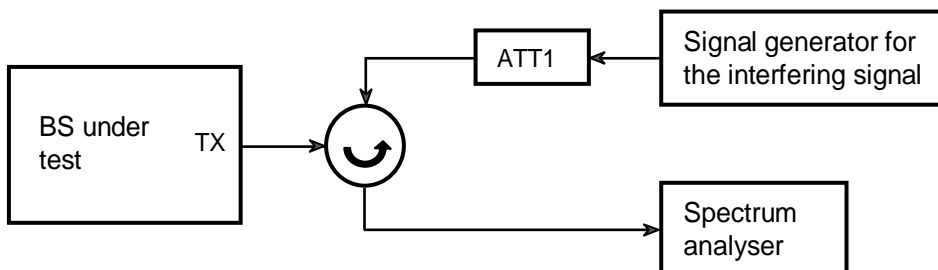 BS under
test
TX
ATT1
Signal generator for
the interfering signal
Spectrum
analyser